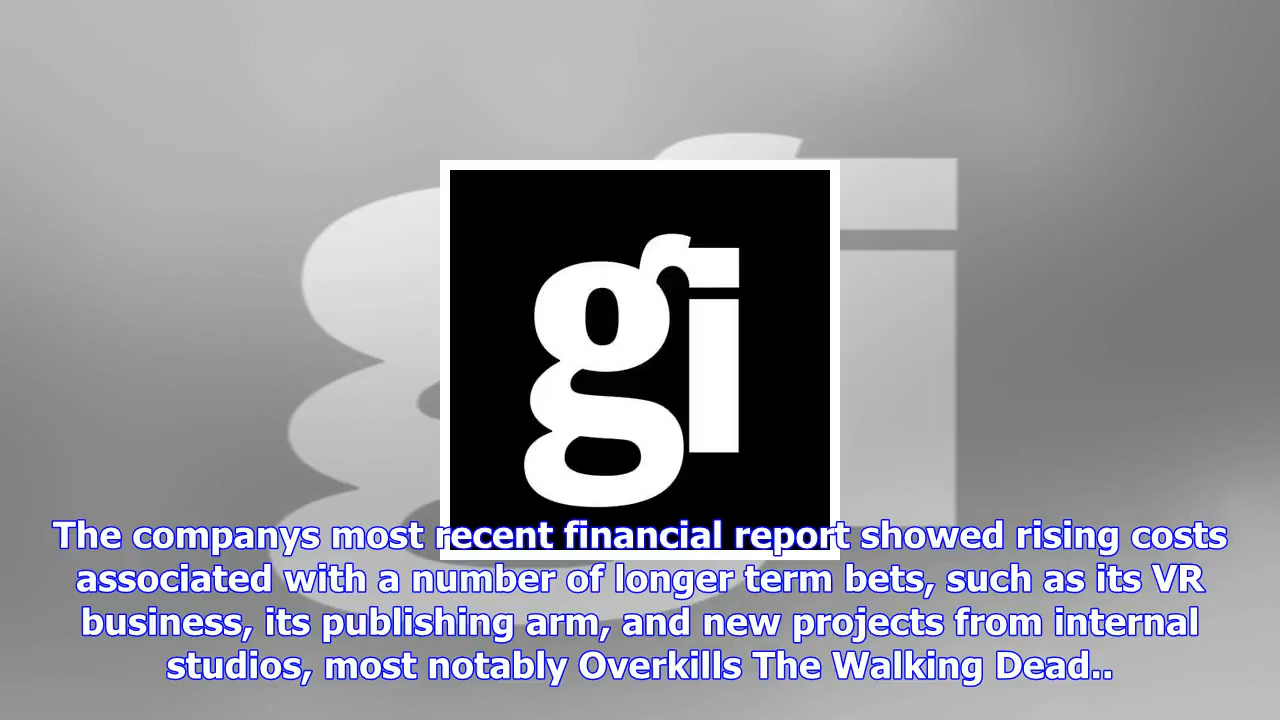 gi
The companys most recent financial report showed rising costs
associated with a number of longer term bets, such as its VR
business, its publishing arm, and new projects from internal
studios, most notably Overkills The Walking Dead..